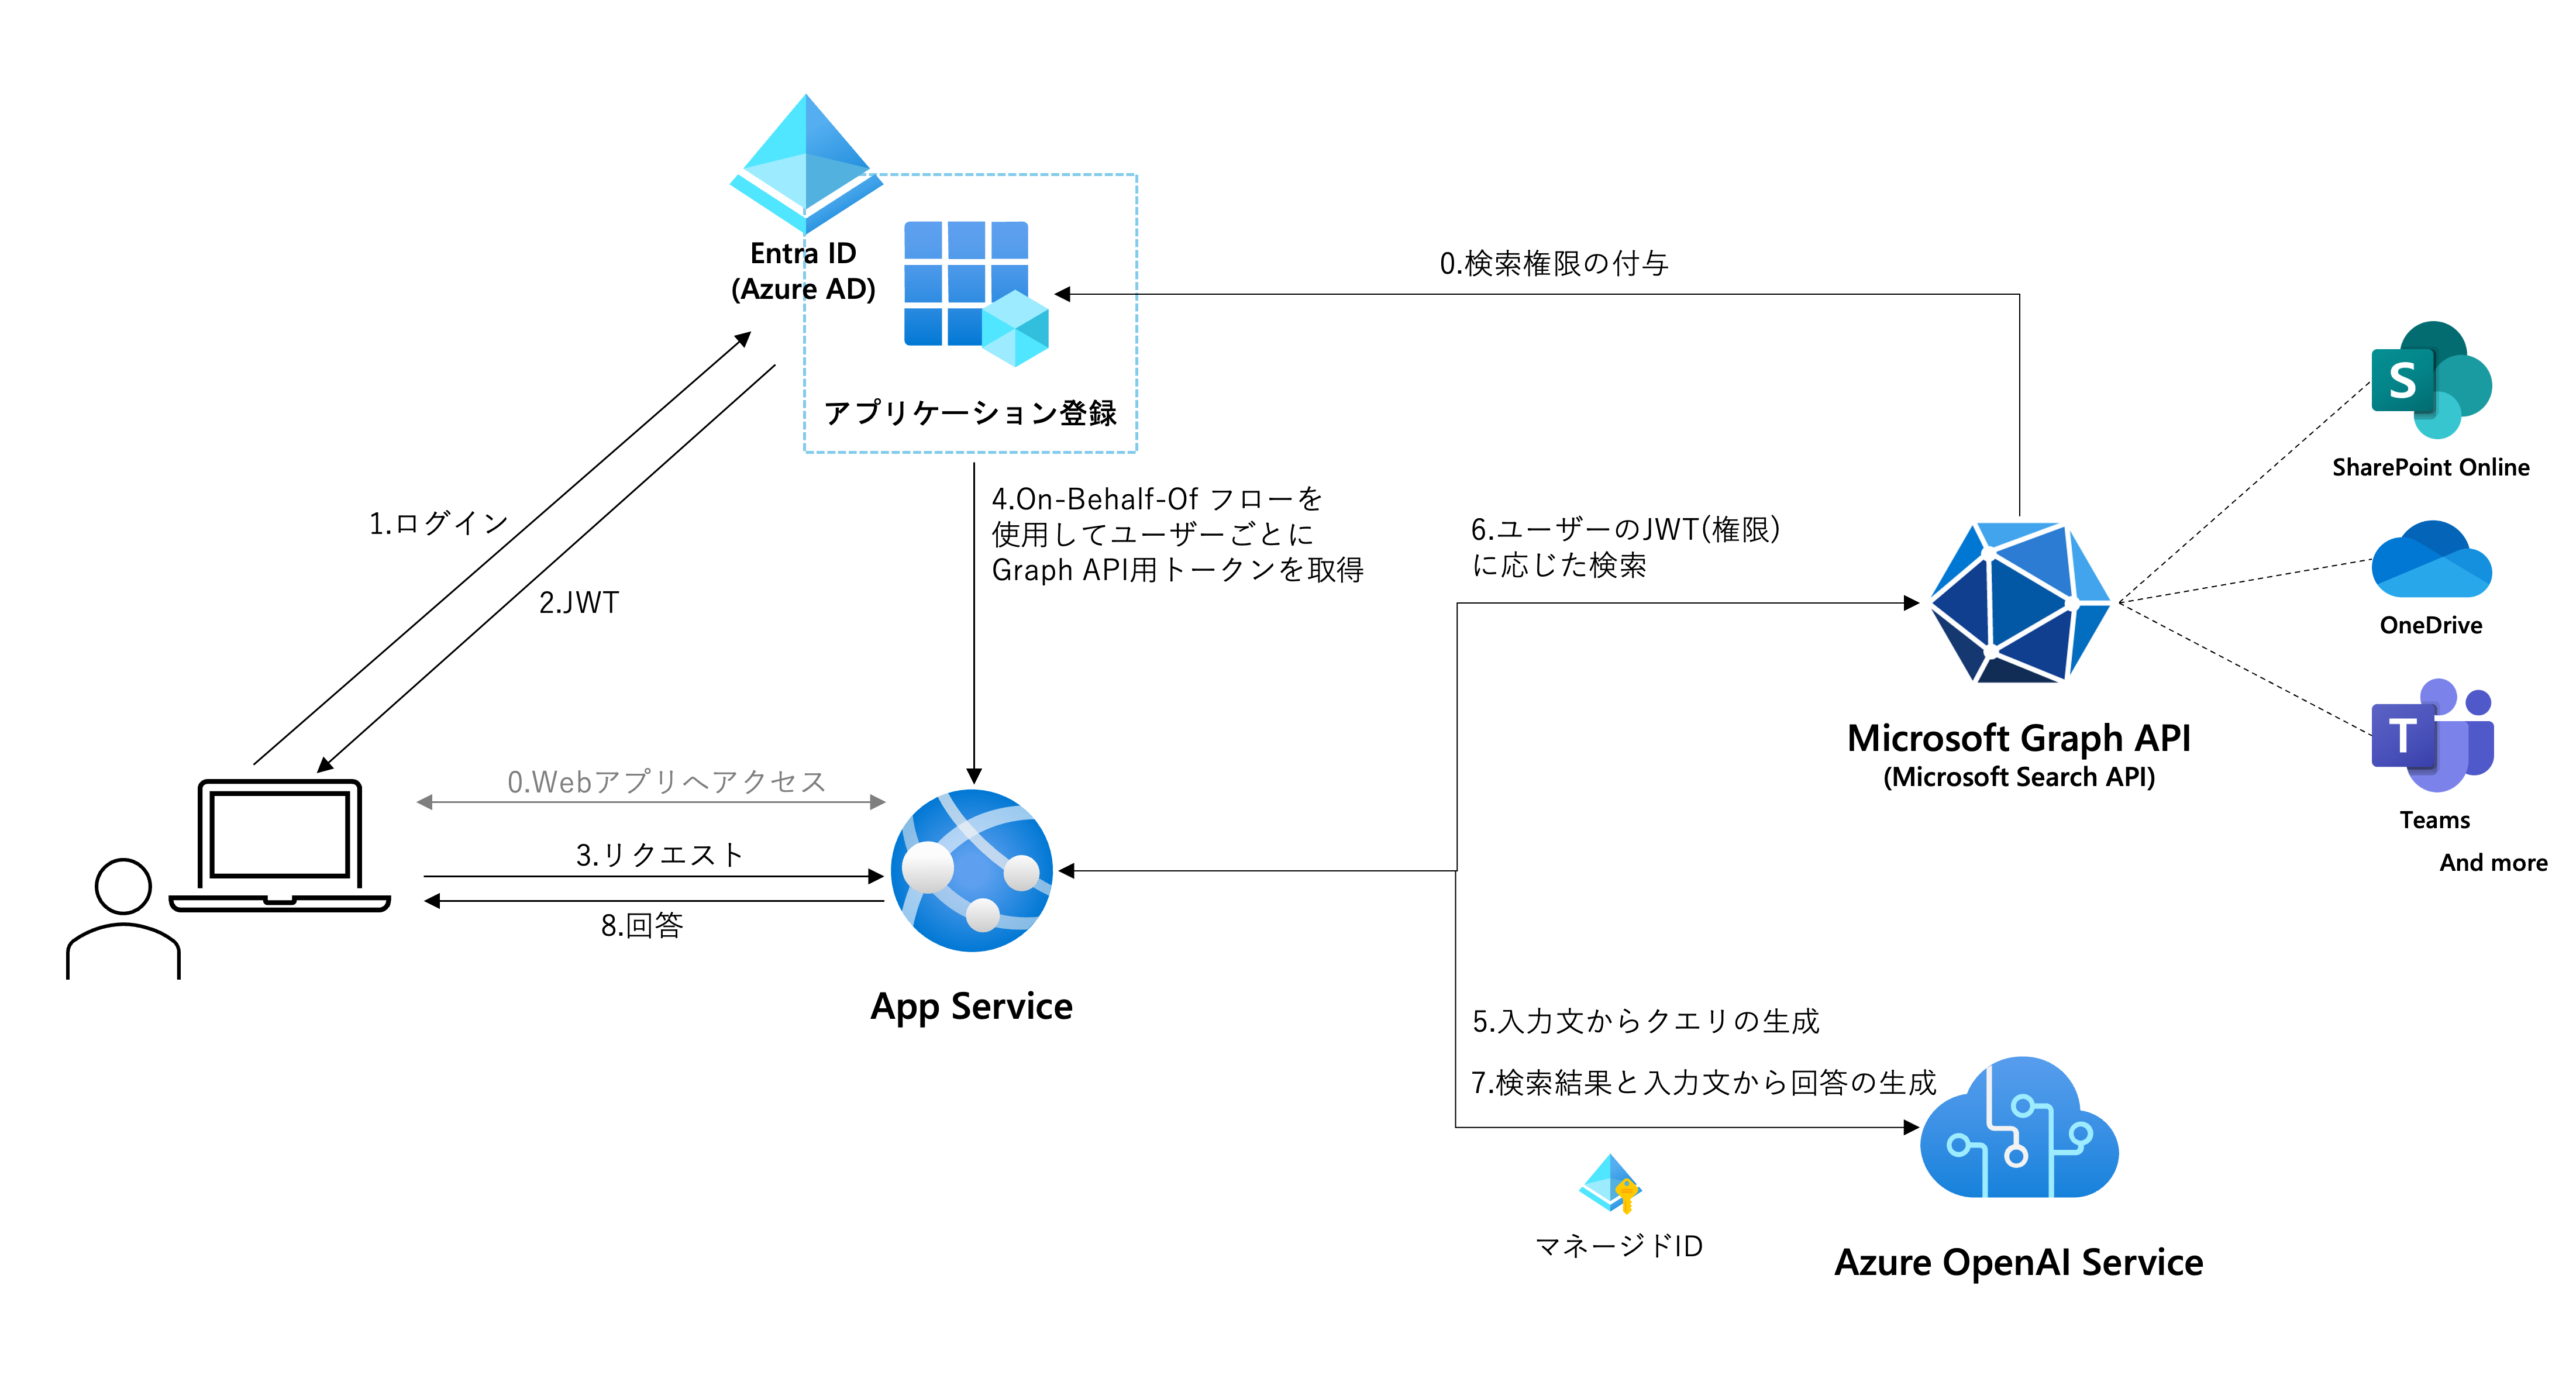 Entra ID
(Azure AD)
アプリケーション登録
0.検索権限の付与
1.ログイン
2.JWT
4.On-Behalf-Of フローを
使用してユーザーごとに
Graph API用トークンを取得
6.ユーザーのJWT(権限)
に応じた検索
S
SharePoint Online
OneDrive
T
Teams
And more
Microsoft Graph API
(Microsoft Search API)
0.Webアプリへアクセス
3.リクエスト
8.回答
App Service
5.入力文からクエリの生成
7.検索結果と入力文から回答の生成
マネージドID
Azure OpenAI Service